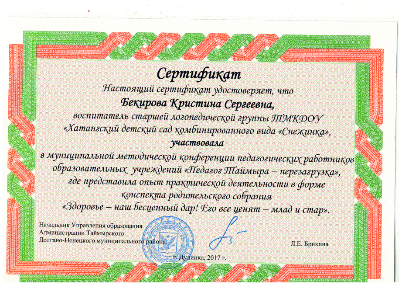 Сертификат
Настоящий сертификат удостоверяет, что
Бекирова Кристина Сергеевна,
воспитатель старшей логопедической группы ТМКДОУ
«Хатангский детский сад комбинированного вида «Снежинка»,
участвовала
в муниципальной методической конференции педагогических работников
образовательных учреждений «Педагог Таймыра – перезагрузка»,
где представила опыт практической деятельности в форме
конспекта родительского собрания
«Здоровье – наш бесценный дар! Его все ценят – млад и стар».
Начальник Управления образования
Администрации Таймырского
Долгано-Ненецкого муниципального района
г. Дудинка, 2017 г.